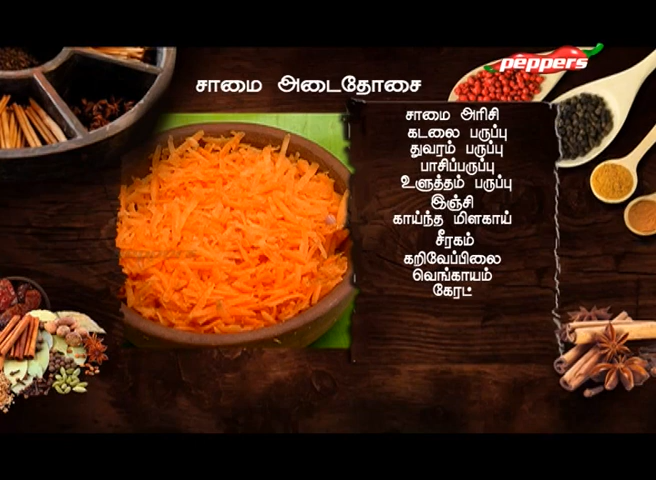 peppers
சாமை அடைதோசை
சாமை அரிசி
கடலை பருப்பு
துவரம் பருப்பு
பாசிப்பருப்பு
உளுத்தம் பருப்பு
இஞ்சி
காய்ந்த மிளகாய்
சீரகம்
கறிவேப்பிலை
வெங்காயம்
கேரட்